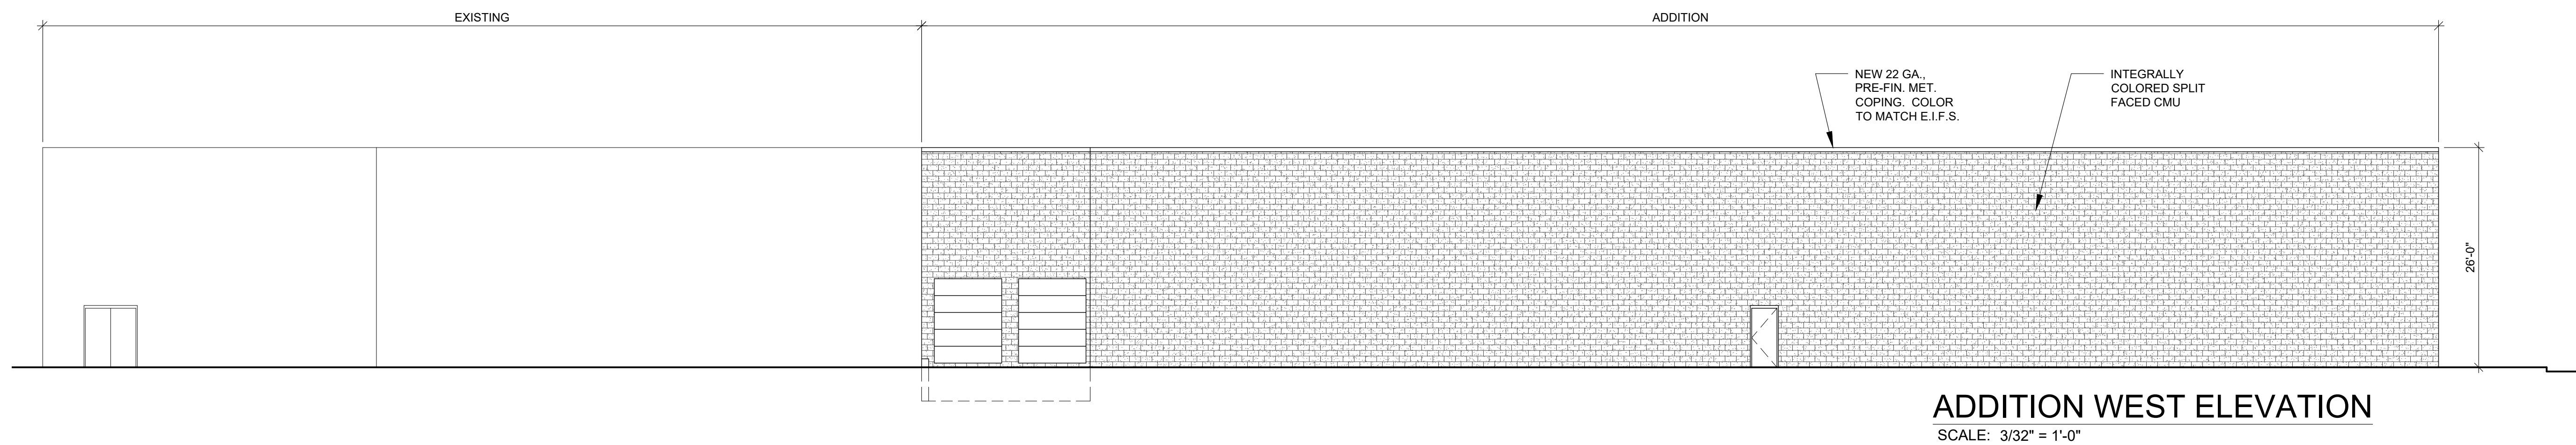 EXISTING
ADDITION
NEW 22 GA.,
PRE-FIN. MET.
COPING. COLOR
TO MATCH E.I.F.S.
INTEGRALLY
COLORED SPLIT
FACED CMU
26'-0"
ADDITION WEST ELEVATION
SCALE: 3/32" = 1'-0"